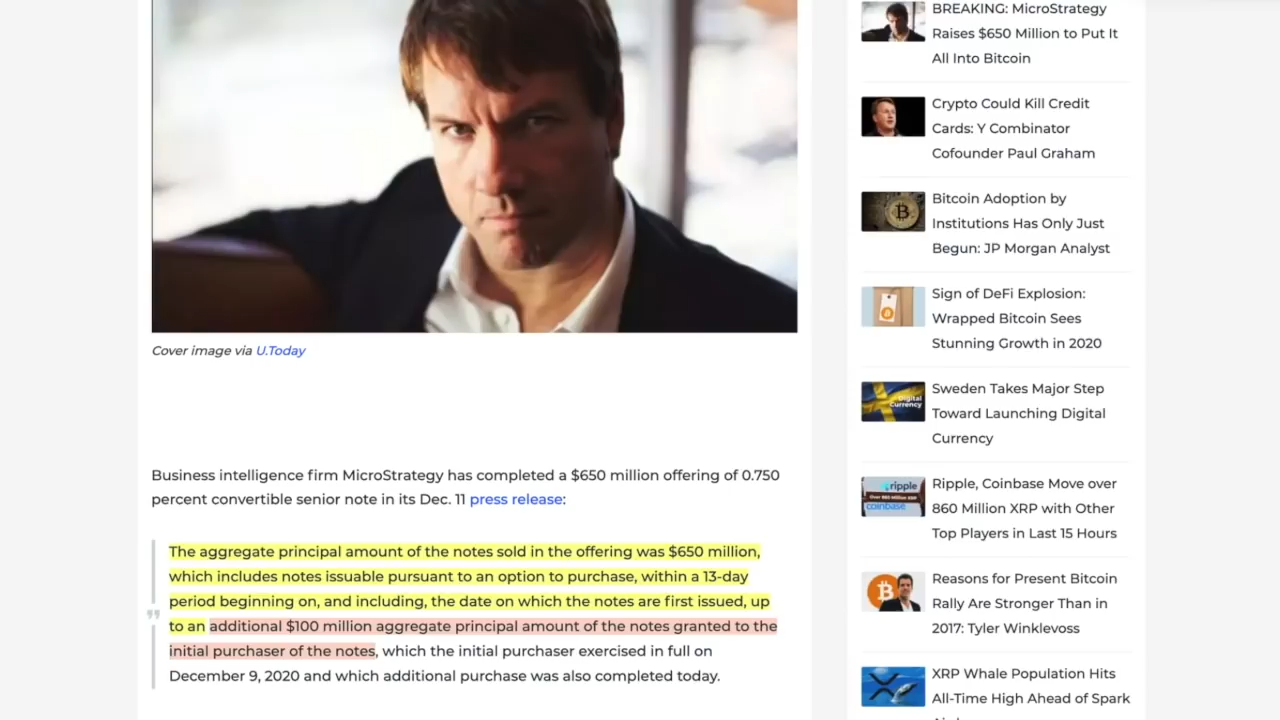 Cover image via U.Today
Business intelligence firm MicroStrategy has completed a $650 million offering of 0.750
percent convertible senior note in its Dec. 11 press release:
The aggregate principal amount of the notes sold in the offering was $650 million,
which includes notes issuable pursuant to an option to purchase, within a 13-day
period beginning on, and including, the date on which the notes are first issued, up
to an additional $100 million aggregate principal amount of the notes granted to the
initial purchaser of the notes, which the initial purchaser exercised in full on
December 9, 2020 and which additional purchase was also completed today.
BREAKING: MicroStrategy
Raises $650 Million to Put It
All Into Bitcoin
Crypto Could Kill Credit
Cards: Y Combinator
Cofounder Paul Graham
Bitcoin Adoption by
Institutions Has Only Just
Begun: JP Morgan Analyst
Sign of DeFi Explosion:
Wrapped Bitcoin Sees
Stunning Growth in 2020
Digital
Currency
Sweden Takes Major Step
Toward Launching Digital
Currency
ripple
Over 860 Million XRP
coinbase
Ripple, Coinbase Move over
860 Million XRP with Other
Top Players in Last 15 Hours
Reasons for Present Bitcoin
Rally Are Stronger Than in
2017: Tyler Winklevoss
XRP Whale Population Hits
All-Time High Ahead of Spark